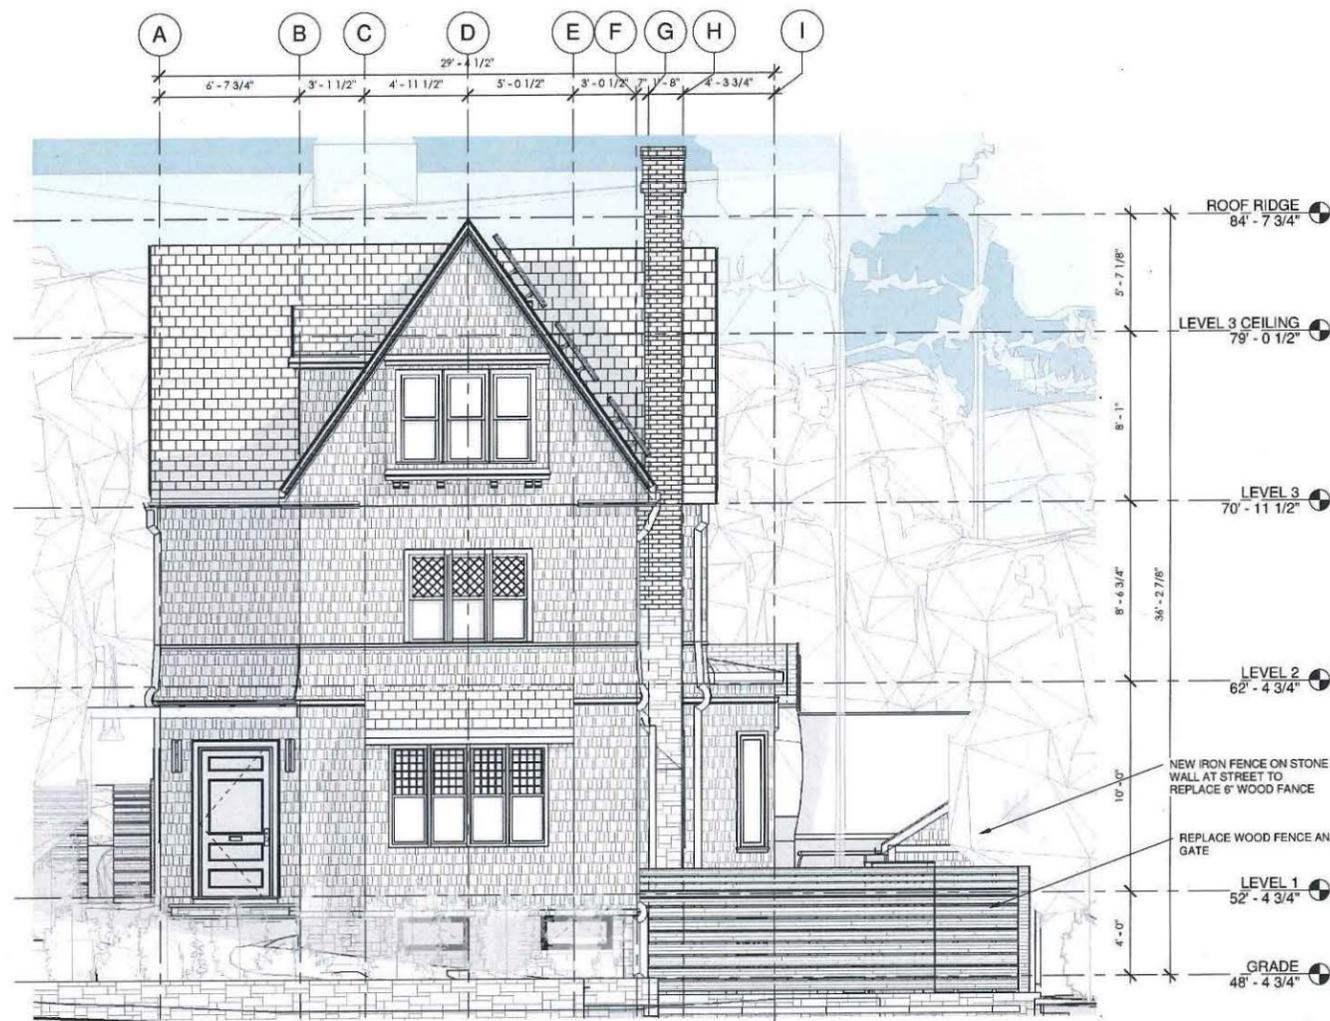 A B C D E F G H I
29' - 4 1/2"
6' - 7 3/4" 3' - 1 1/2" 4' - 11 1/2" 5' - 0 1/2" 3' - 0 1/2" 7" 1' - 8" 4' - 3 3/4"
ROOF RIDGE
84' - 7 3/4"
5' - 7 1/8"
LEVEL 3 CEILING
79' - 0 1/2"
8' - 1"
LEVEL 3
70' - 11 1/2"
8' - 6 3/4"
36' - 2 7/8"
LEVEL 2
62' - 4 3/4"
10' - 0"
NEW IRON FENCE ON STONE
WALL AT STREET TO
REPLACE 6' WOOD FANCE
REPLACE WOOD FENCE AN
GATE
LEVEL 1
52' - 4 3/4"
4' - 0"
GRADE
48' - 4 3/4"